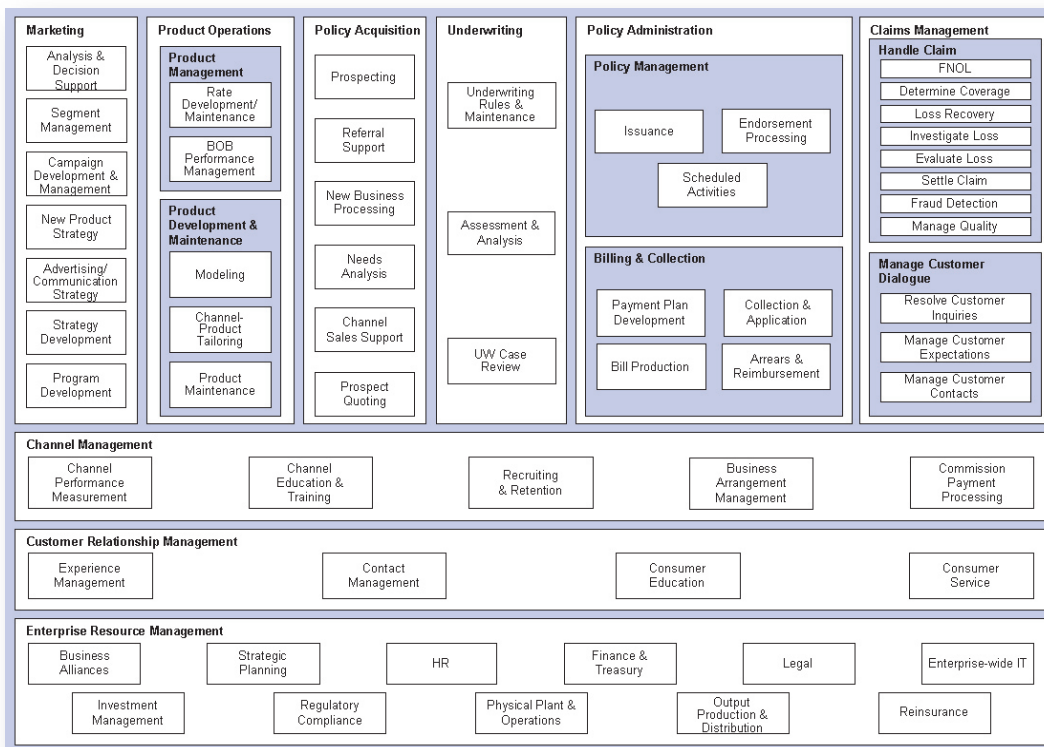 Marketing
Analysis &
Decision
Support
Segment
Management
Campaign
Development &
Management
New Product
Strategy
Advertising/
Communication
Strategy
Strategy
Development
Program
Development
Product Operations
Product
Management
Rate
Development/
Maintenance
BOB
Performance
Management
Product
Development &
Maintenance
Modeling
Channel-
Product
Tailoring
Product
Maintenance
Policy Acquisition
Prospecting
Referral
Support
New Business
Processing
Needs
Analysis
Channel
Sales Support
Prospect
Quoting
Underwriting
Underwriting
Rules &
Maintenance
Assessment &
Analysis
UW Case
Review
Policy Administration
Policy Management
Issuance
Endorsement
Processing
Scheduled
Activities
Billing & Collection
Payment Plan
Development
Collection &
Application
Bill Production
Arrears &
Reimbursement
Claims Management
Handle Claim
FNOL
Determine Coverage
Loss Recovery
Investigate Loss
Evaluate Loss
Settle Claim
Fraud Detection
Manage Quality
Manage Customer
Dialogue
Resolve Customer
Inquiries
Manage Customer
Expectations
Manage Customer
Contacts
Channel Management
Channel
Performance
Measurement
Channel
Education &
Training
Recruiting
& Retention
Business
Arrangement
Management
Commission
Payment
Processing
Customer Relationship Management
Experience
Management
Contact
Management
Consumer
Education
Consumer
Service
Enterprise Resource Management
Business
Alliances
Strategic
Planning
HR
Finance &
Treasury
Legal
Enterprise-wide IT
Investment
Management
Regulatory
Compliance
Physical Plant &
Operations
Output
Production &
Distribution
Reinsurance